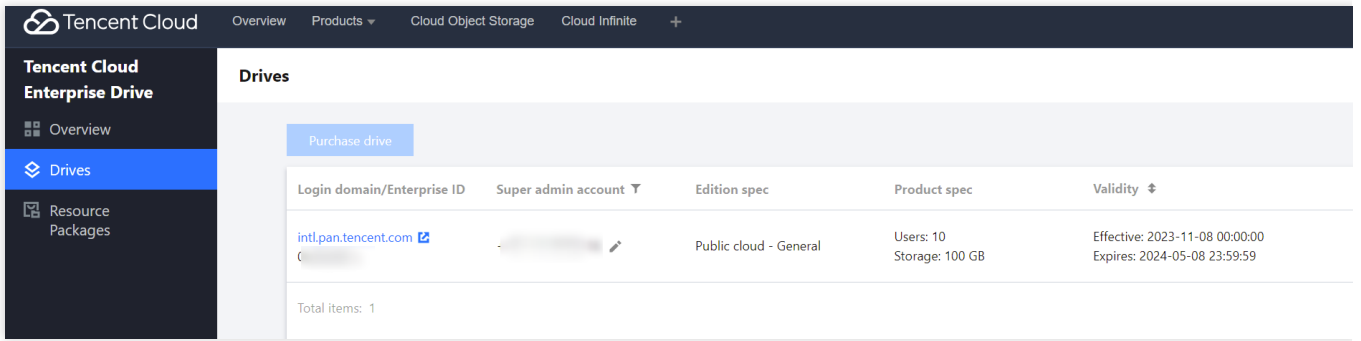 Tencent Cloud
Overview
Products
Cloud Object Storage
Cloud Infinite
+
Tencent Cloud
Enterprise Drive
Overview
Drives
Resource
Packages
Drives
Purchase drive
Login domain/Enterprise ID
Super admin account
Edition spec
Product spec
Validity
intl.pan.tencent.com
Public cloud - General
Users: 10
Storage: 100 GB
Effective: 2023-11-08 00:00:00
Expires: 2024-05-08 23:59:59
Total items: 1